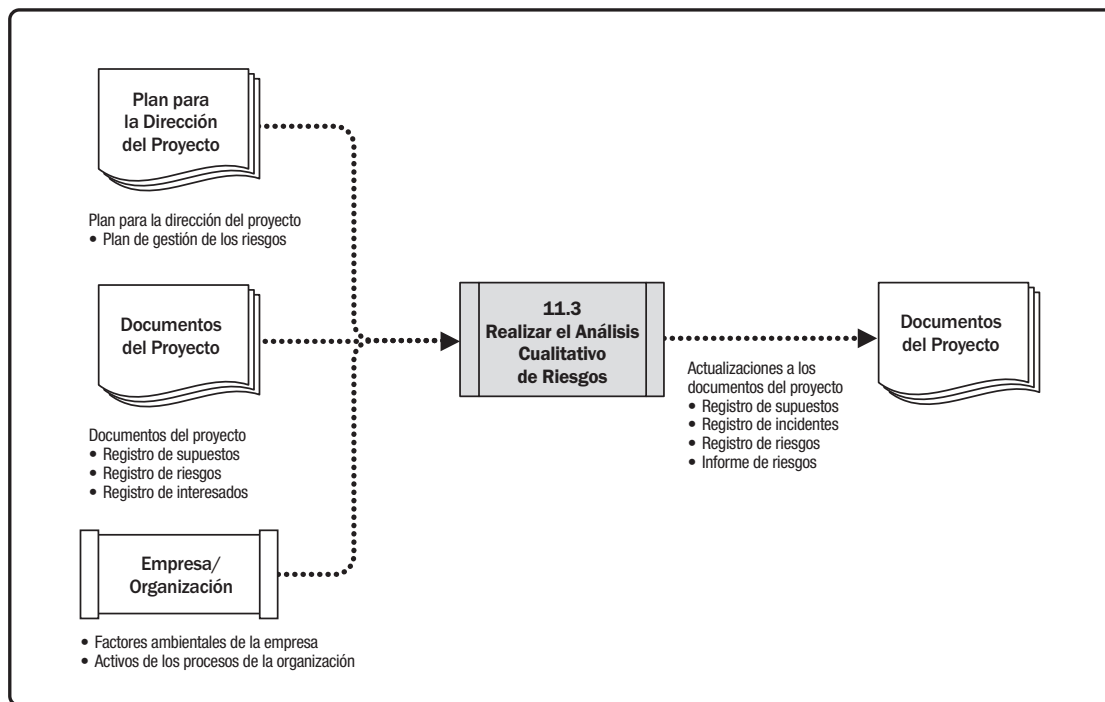 Plan para
la Dirección
del Proyecto
Plan para la dirección del proyecto
• Plan de gestión de los riesgos
Documentos
del Proyecto
Documentos del proyecto
• Registro de supuestos
• Registro de riesgos
• Registro de interesados
Empresa/
Organización
• Factores ambientales de la empresa
• Activos de los procesos de la organización
11.3
Realizar el Análisis
Cualitativo
de Riesgos
Actualizaciones a los
documentos del proyecto
• Registro de supuestos
• Registro de incidentes
• Registro de riesgos
• Informe de riesgos
Documentos
del Proyecto